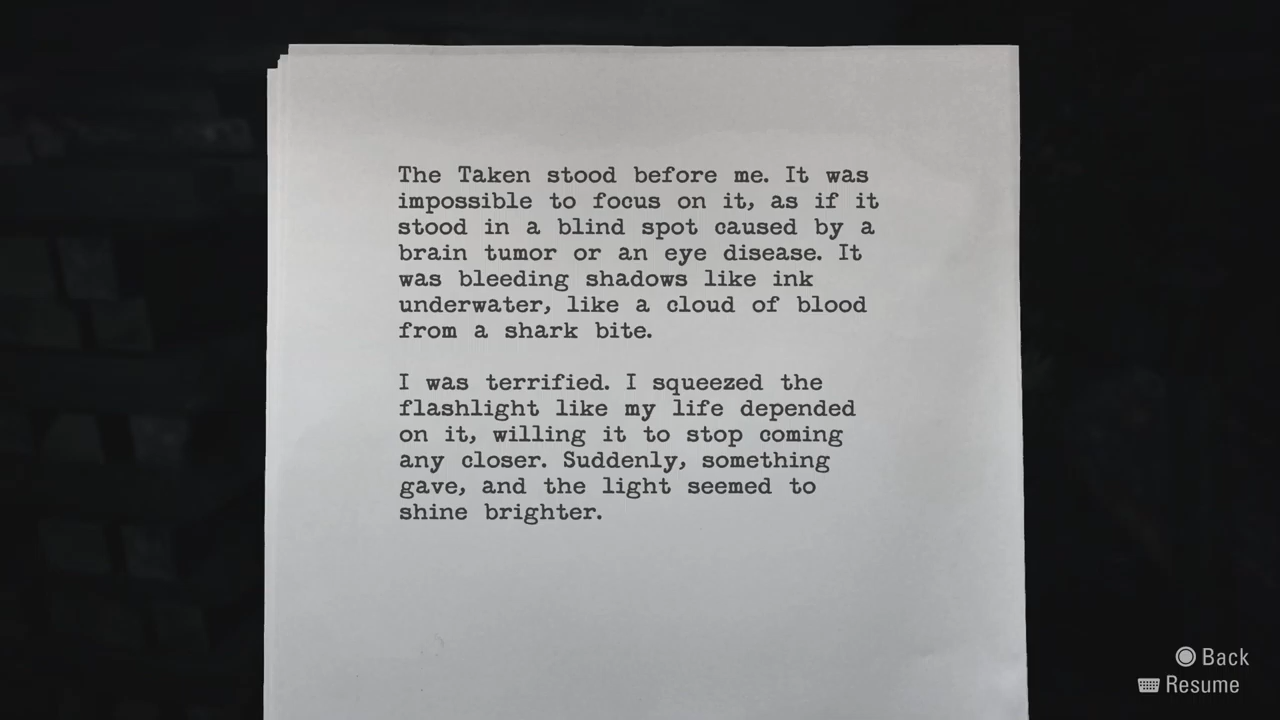 The Taken stood before me. It was
impossible to focus on it, as if it
stood in a blind spot caused by a
brain tumor or an eye disease. It
was bleeding shadows like ink
underwater, like a cloud of blood
from a shark bite.
I was terrified. I squeezed the
flashlight like my life depended
on it, willing it to stop coming
any closer. Suddenly, something
gave, and the light seemed to
shine brighter.
Back
Resume